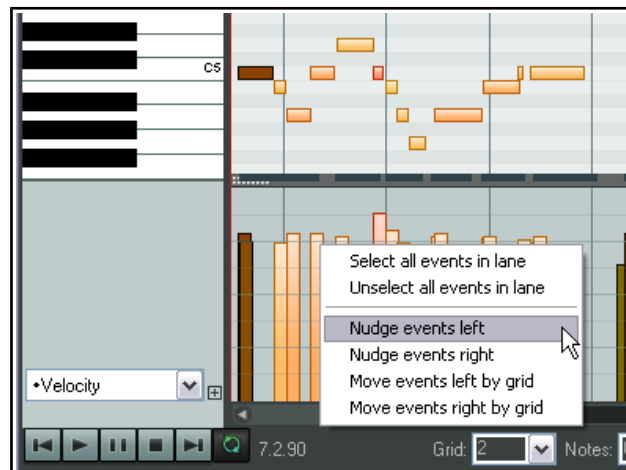 C5
Select all events in lane
Unselect all events in lane
Nudge events left
Nudge events right
Move events left by grid
Move events right by grid
•Velocity
7.2.90
Grid: 2
Notes: